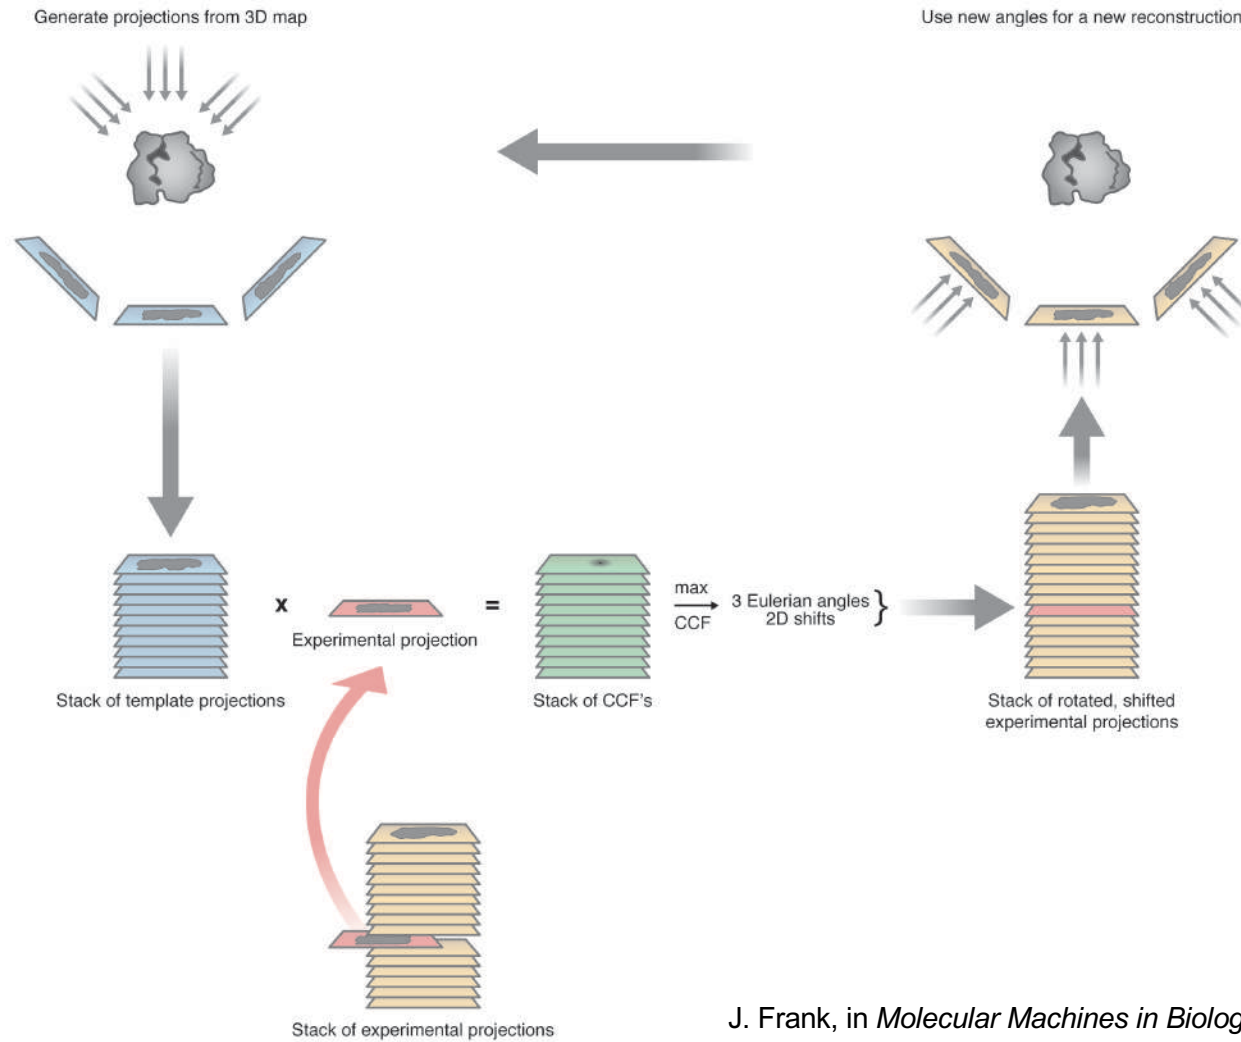 Generate projections from 3D map
Use new angles for a new reconstruction
x
Experimental projection
=
max
CCF
3 Eulerian angles
2D shifts
}
Stack of template projections
Stack of CCF's
Stack of rotated, shifted
experimental projections
Stack of experimental projections
J. Frank, in Molecular Machines in Biolog